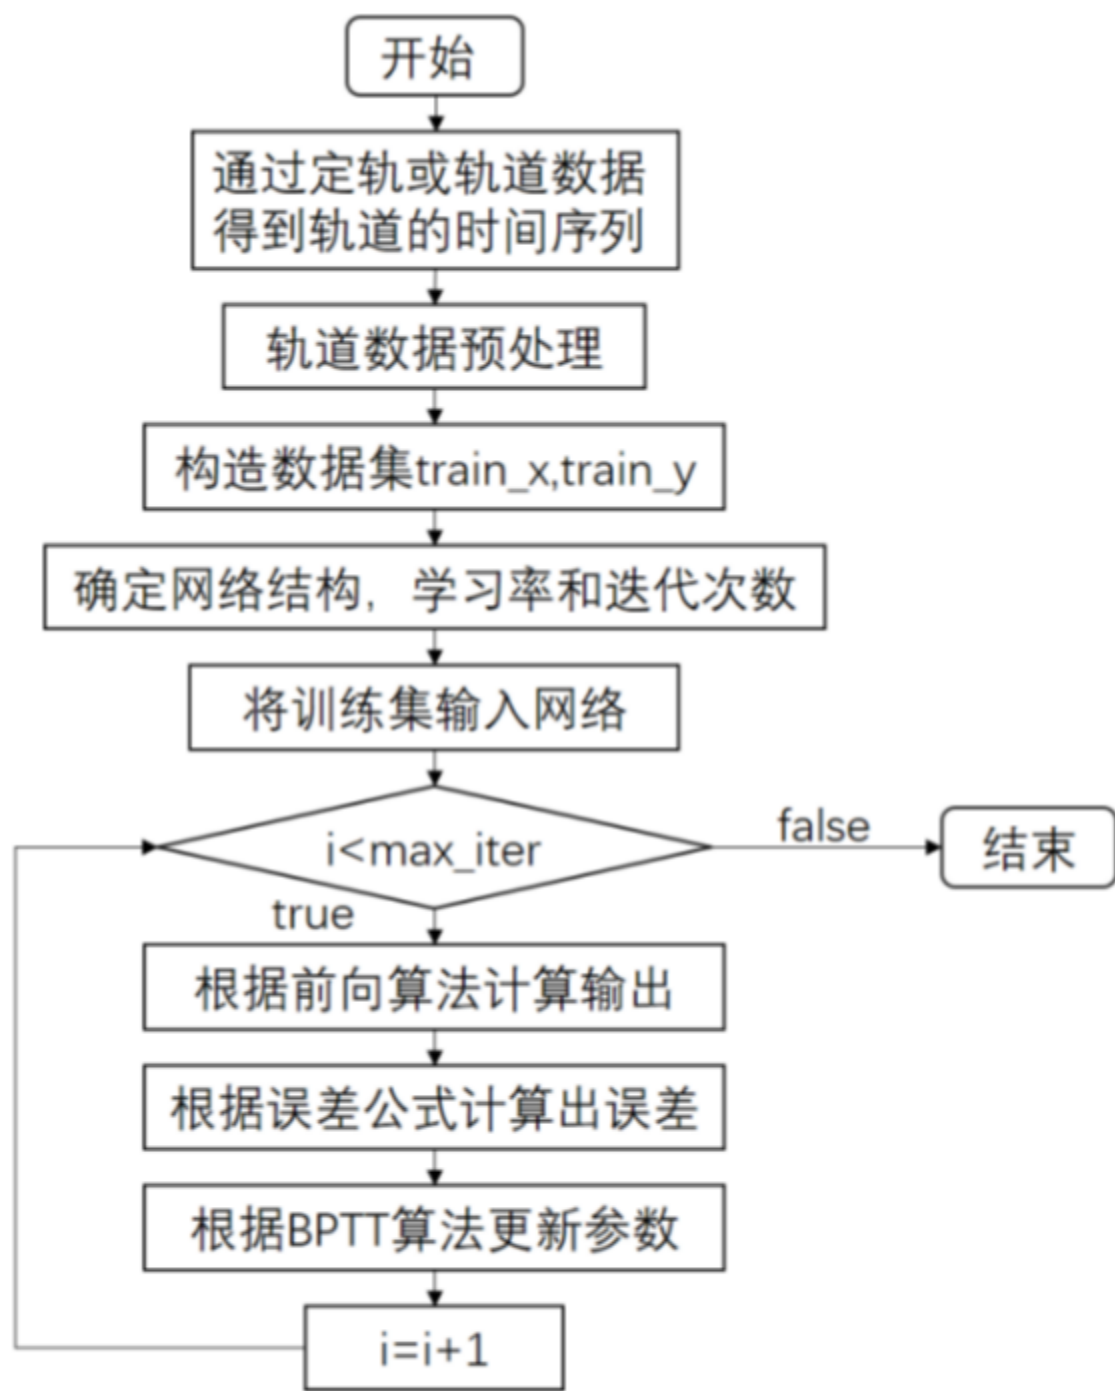 开始
通过定轨或轨道数据
得到轨道的时间序列
轨道数据预处理
构造数据集train_x,train_y
确定网络结构，学习率和迭代次数
将训练集输入网络
i<max_iter
false
结束
true
根据前向算法计算输出
根据误差公式计算出误差
根据BPTT算法更新参数
i=i+1